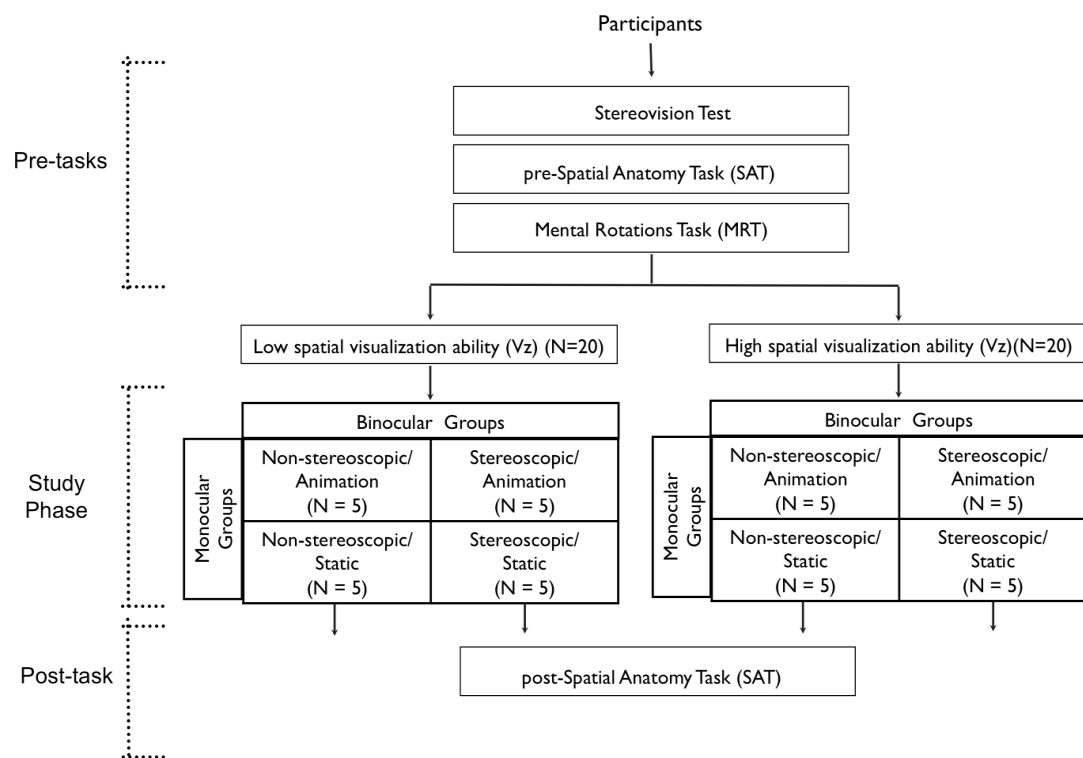 Participants
Pre-tasks
Stereovision Test
pre-Spatial Anatomy Task (SAT)
Mental Rotations Task (MRT)
Low spatial visualization ability (Vz) (N=20)
High spatial visualization ability (Vz)(N=20)
Study
Phase
Binocular Groups
Monocular
Groups
Non-stereoscopic/
Animation
(N = 5)
Stereoscopic/
Animation
(N = 5)
Non-stereoscopic/
Static
(N = 5)
Stereoscopic/
Static
(N = 5)
Binocular Groups
Monocular
Groups
Non-stereoscopic/
Animation
(N = 5)
Stereoscopic/
Animation
(N = 5)
Non-stereoscopic/
Static
(N = 5)
Stereoscopic/
Static
(N = 5)
Post-task
post-Spatial Anatomy Task (SAT)